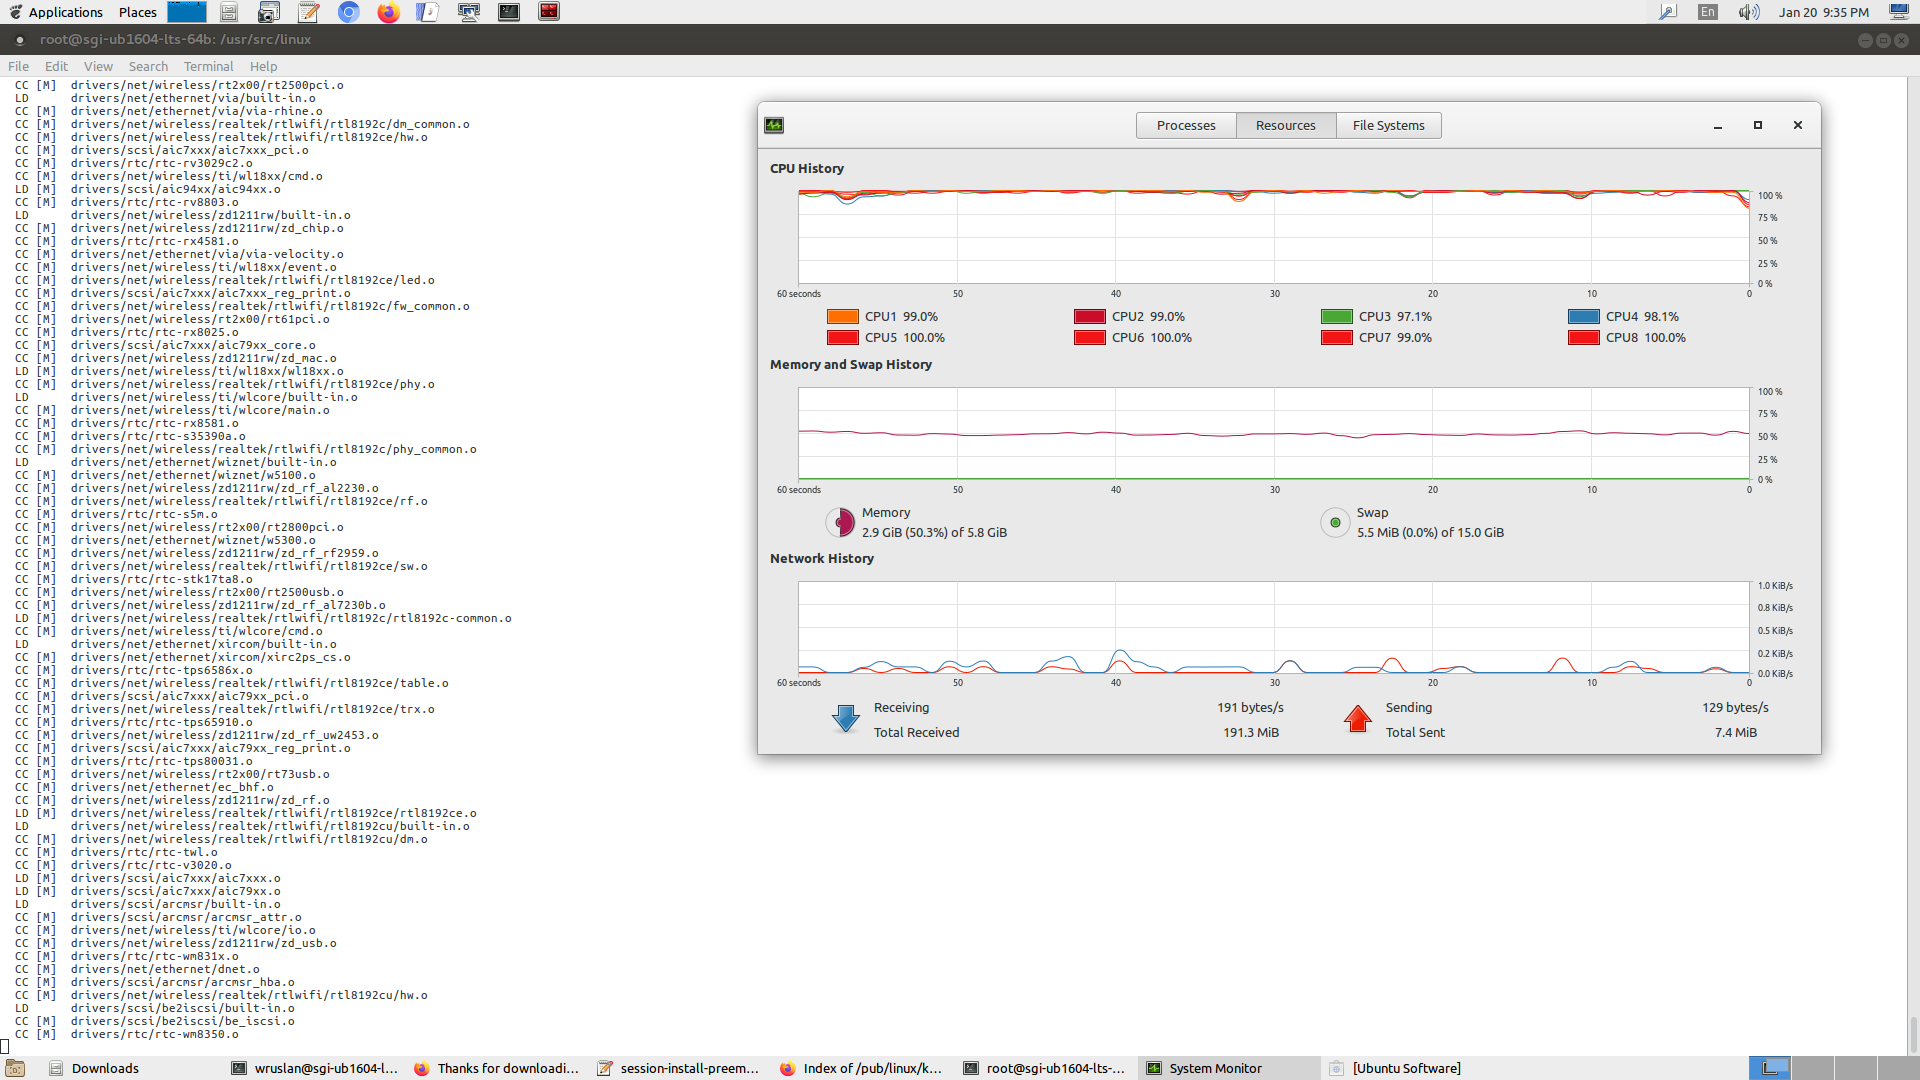 Applications Places En Jan 20 9:35 PM
root@sgi-ub1604-lts-64b: /usr/src/linux
File Edit View Search Terminal Help
CC [M] drivers/net/wireless/rt2x00/rt2500pci.o
LD drivers/net/ethernet/via/built-in.o
CC [M] drivers/net/ethernet/via/via-rhine.o
CC [M] drivers/net/wireless/realtek/rtlwifi/rtl8192c/dm_common.o
CC [M] drivers/net/wireless/realtek/rtlwifi/rtl8192ce/hw.o
CC [M] drivers/scsi/aic7xxx/aic7xxx_pci.o
CC [M] drivers/rtc/rtc-rv3029c2.o
CC [M] drivers/net/wireless/ti/wl18xx/cmd.o
LD [M] drivers/scsi/aic94xx/aic94xx.o
CC [M] drivers/rtc/rtc-rv8803.o
LD drivers/net/wireless/zd1211rw/built-in.o
CC [M] drivers/net/wireless/zd1211rw/zd_chip.o
CC [M] drivers/rtc/rtc-rx4581.o
CC [M] drivers/net/ethernet/via/via-velocity.o
CC [M] drivers/net/wireless/ti/wl18xx/event.o
CC [M] drivers/net/wireless/realtek/rtlwifi/rtl8192ce/led.o
CC [M] drivers/scsi/aic7xxx/aic7xxx_reg_print.o
CC [M] drivers/net/wireless/realtek/rtlwifi/rtl8192c/fw_common.o
CC [M] drivers/net/wireless/rt2x00/rt61pci.o
CC [M] drivers/rtc/rtc-rx8025.o
CC [M] drivers/scsi/aic7xxx/aic79xx_core.o
CC [M] drivers/net/wireless/zd1211rw/zd_mac.o
LD [M] drivers/net/wireless/ti/wl18xx/wl18xx.o
CC [M] drivers/net/wireless/realtek/rtlwifi/rtl8192ce/phy.o
LD drivers/net/wireless/ti/wlcore/built-in.o
CC [M] drivers/net/wireless/ti/wlcore/main.o
CC [M] drivers/rtc/rtc-rx8581.o
CC [M] drivers/rtc/rtc-s35390a.o
CC [M] drivers/net/wireless/realtek/rtlwifi/rtl8192c/phy_common.o
LD drivers/net/ethernet/wiznet/built-in.o
CC [M] drivers/net/ethernet/wiznet/w5100.o
CC [M] drivers/net/wireless/zd1211rw/zd_rf_al2230.o
CC [M] drivers/net/wireless/realtek/rtlwifi/rtl8192ce/rf.o
CC [M] drivers/rtc/rtc-s5m.o
CC [M] drivers/net/wireless/rt2x00/rt2800pci.o
CC [M] drivers/net/ethernet/wiznet/w5300.o
CC [M] drivers/net/wireless/zd1211rw/zd_rf_rf2959.o
CC [M] drivers/net/wireless/realtek/rtlwifi/rtl8192ce/sw.o
CC [M] drivers/rtc/rtc-stk17ta8.o
CC [M] drivers/net/wireless/rt2x00/rt2500usb.o
CC [M] drivers/net/wireless/zd1211rw/zd_rf_al7230b.o
LD [M] drivers/net/wireless/realtek/rtlwifi/rtl8192c/rtl8192c-common.o
CC [M] drivers/net/wireless/ti/wlcore/cmd.o
LD drivers/net/ethernet/xircom/built-in.o
CC [M] drivers/net/ethernet/xircom/xirc2ps_cs.o
CC [M] drivers/rtc/rtc-tps6586x.o
CC [M] drivers/net/wireless/realtek/rtlwifi/rtl8192ce/table.o
CC [M] drivers/scsi/aic7xxx/aic79xx_pci.o
CC [M] drivers/net/wireless/realtek/rtlwifi/rtl8192ce/trx.o
CC [M] drivers/rtc/rtc-tps65910.o
CC [M] drivers/net/wireless/zd1211rw/zd_rf_uw2453.o
CC [M] drivers/scsi/aic7xxx/aic79xx_reg_print.o
CC [M] drivers/rtc/rtc-tps80031.o
CC [M] drivers/net/wireless/rt2x00/rt73usb.o
CC [M] drivers/net/ethernet/ec_bhf.o
CC [M] drivers/net/wireless/zd1211rw/zd_rf.o
LD [M] drivers/net/wireless/realtek/rtlwifi/rtl8192ce/rtl8192ce.o
LD drivers/net/wireless/realtek/rtlwifi/rtl8192cu/built-in.o
CC [M] drivers/net/wireless/realtek/rtlwifi/rtl8192cu/dm.o
CC [M] drivers/rtc/rtc-twl.o
CC [M] drivers/rtc/rtc-v3020.o
LD [M] drivers/scsi/aic7xxx/aic7xxx.o
LD [M] drivers/scsi/aic7xxx/aic79xx.o
LD drivers/scsi/arcmsr/built-in.o
CC [M] drivers/scsi/arcmsr/arcmsr_attr.o
CC [M] drivers/net/wireless/ti/wlcore/io.o
CC [M] drivers/net/wireless/zd1211rw/zd_usb.o
CC [M] drivers/rtc/rtc-wm831x.o
CC [M] drivers/net/ethernet/dnet.o
CC [M] drivers/scsi/arcmsr/arcmsr_hba.o
CC [M] drivers/net/wireless/realtek/rtlwifi/rtl8192cu/hw.o
LD drivers/scsi/be2iscsi/built-in.o
CC [M] drivers/scsi/be2iscsi/be_iscsi.o
CC [M] drivers/rtc/rtc-wm8350.o
Processes Resources File Systems
CPU History
100 %
75 %
50 %
25 %
0 %
60 seconds 50 40 30 20 10 0
CPU1 99.0% CPU2 99.0% CPU3 97.1% CPU4 98.1%
CPU5 100.0% CPU6 100.0% CPU7 99.0% CPU8 100.0%
Memory and Swap History
100 %
75 %
50 %
25 %
0 %
60 seconds 50 40 30 20 10 0
Memory Swap
2.9 GiB (50.3%) of 5.8 GiB 5.5 MiB (0.0%) of 15.0 GiB
Network History
1.0 KiB/s
0.8 KiB/s
0.5 KiB/s
0.2 KiB/s
0.0 KiB/s
60 seconds 50 40 30 20 10 0
Receiving 191 bytes/s Sending 129 bytes/s
Total Received 191.3 MiB Total Sent 7.4 MiB
Downloads wruslan@sgi-ub1604-l... Thanks for downloadi... session-install-preem... Index of /pub/linux/k... root@sgi-ub1604-lts-... System Monitor [Ubuntu Software]